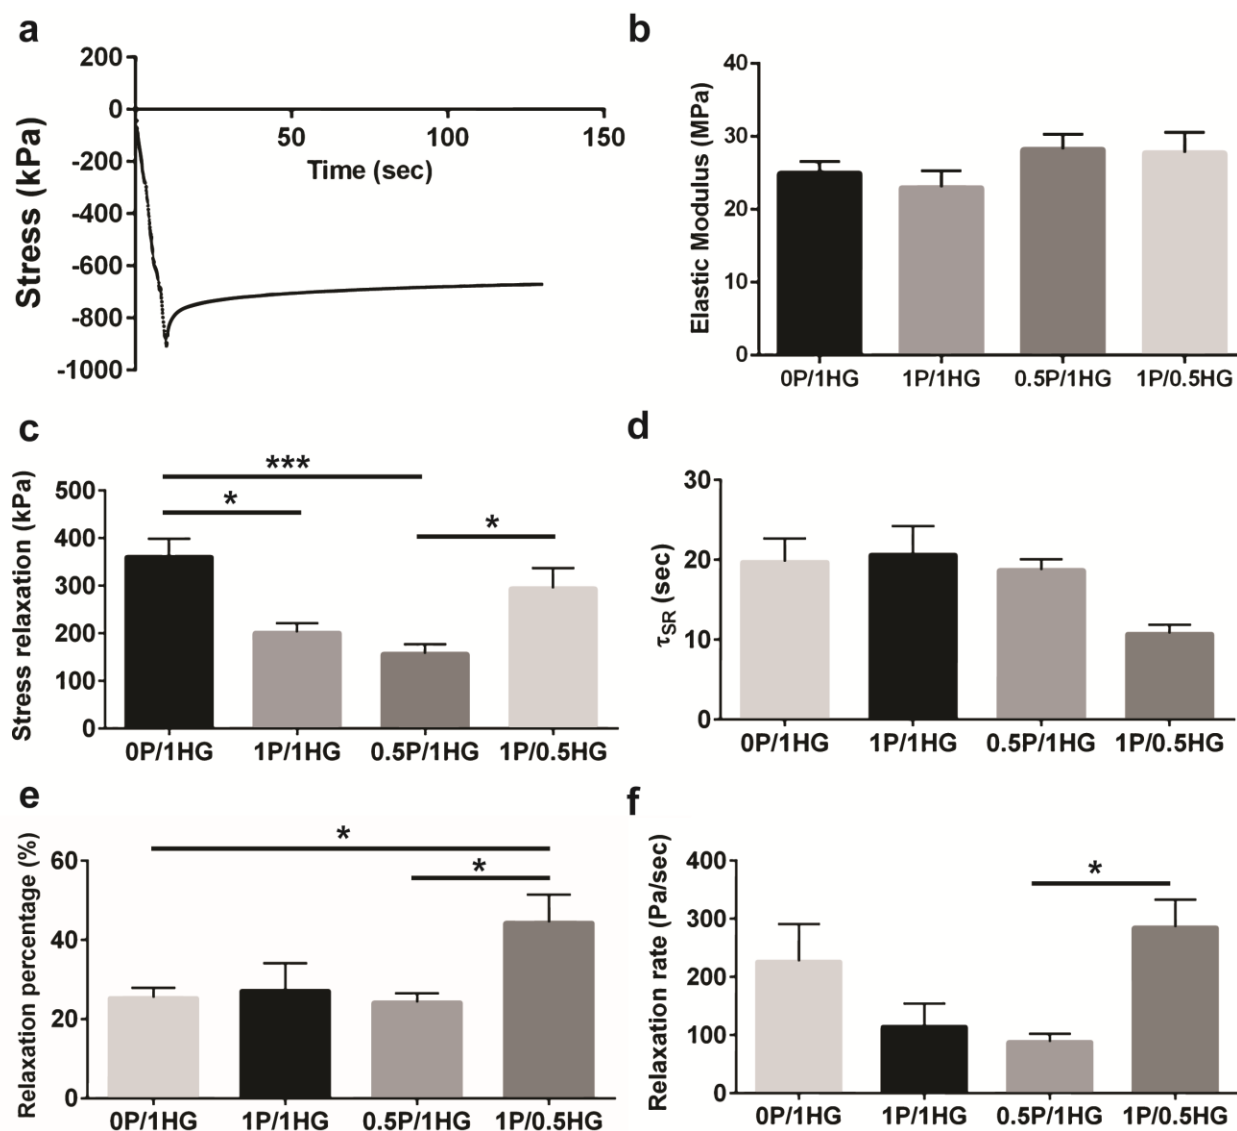 a
Stress (kPa)
200
0
-200
-400
-600
-800
-1000
50
100
150
Time (sec)
b
Elastic Modulus (MPa)
40
30
20
10
0
0P/1HG 1P/1HG 0.5P/1HG 1P/0.5HG
c
Stress relaxation (kPa)
500
400
300
200
100
0
***
*
*
0P/1HG 1P/1HG 0.5P/1HG 1P/0.5HG
d
τSR (sec)
30
20
10
0
0P/1HG 1P/1HG 0.5P/1HG 1P/0.5HG
e
Relaxation percentage (%)
60
40
20
0
*
*
0P/1HG 1P/1HG 0.5P/1HG 1P/0.5HG
f
Relaxation rate (Pa/sec)
400
300
200
100
0
*
0P/1HG 1P/1HG 0.5P/1HG 1P/0.5HG